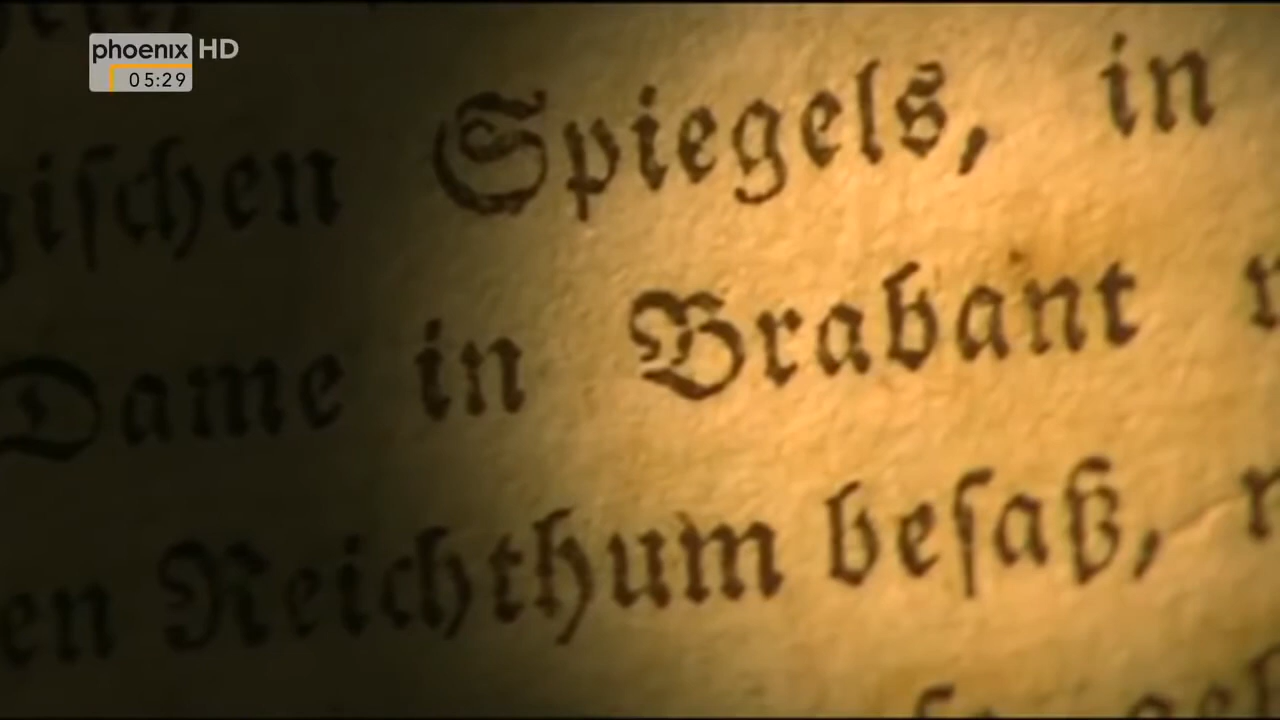 phoenix HD
05:29
gischen Spiegels, in
Dame in Brabant
en Reichthum besaß,